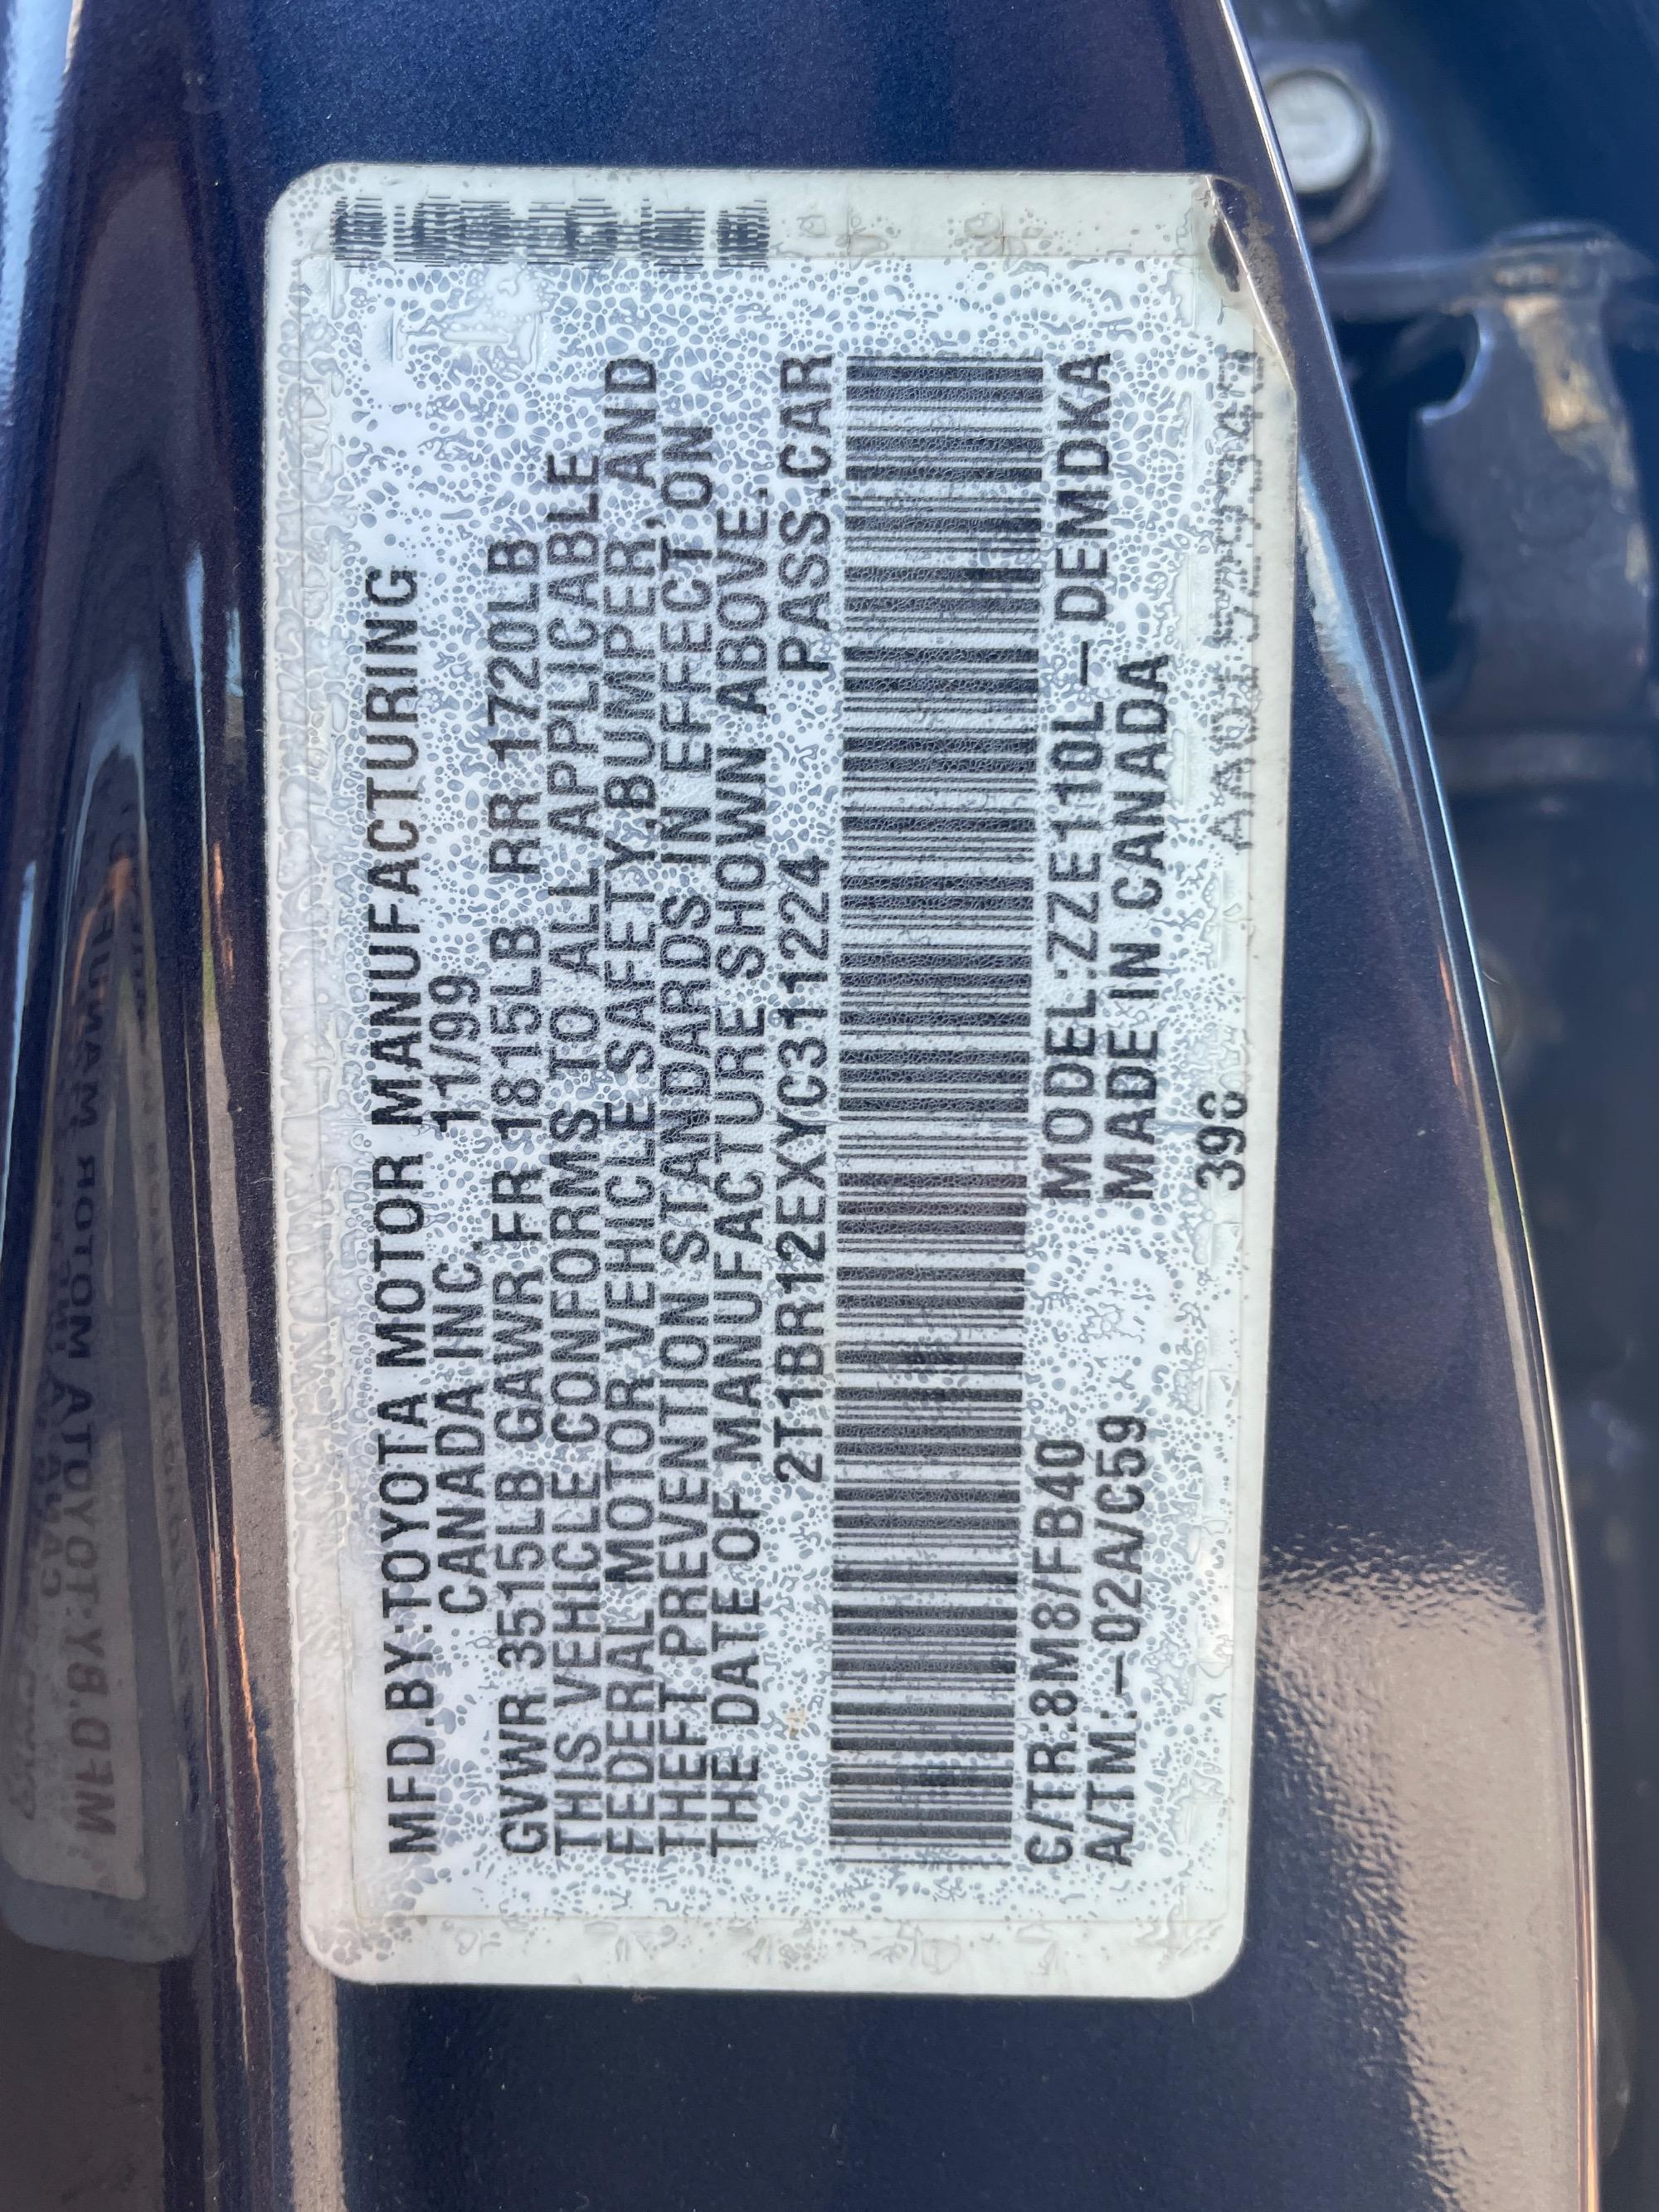 MFD.BY:TOYOTA MOTOR MANUFACTURING
CANADA INC. 11/99
GVWR 3515LB GAWR FR 1815LB RR 1720LB
THIS VEHICLE CONFORMS TO ALL APPLICABLE
FEDERAL MOTOR VEHICLE SAFETY,BUMPER,AND
THEFT PREVENTION STANDARDS IN EFFECT ON
THE DATE OF MANUFACTURE SHOWN ABOVE.
2T1BR12EXYC311224 PASS.CAR
C/TR:8M8/FB40 MODEL:ZZE110L-DEMDKA
A/TM:-02A/C59 MADE IN CANADA